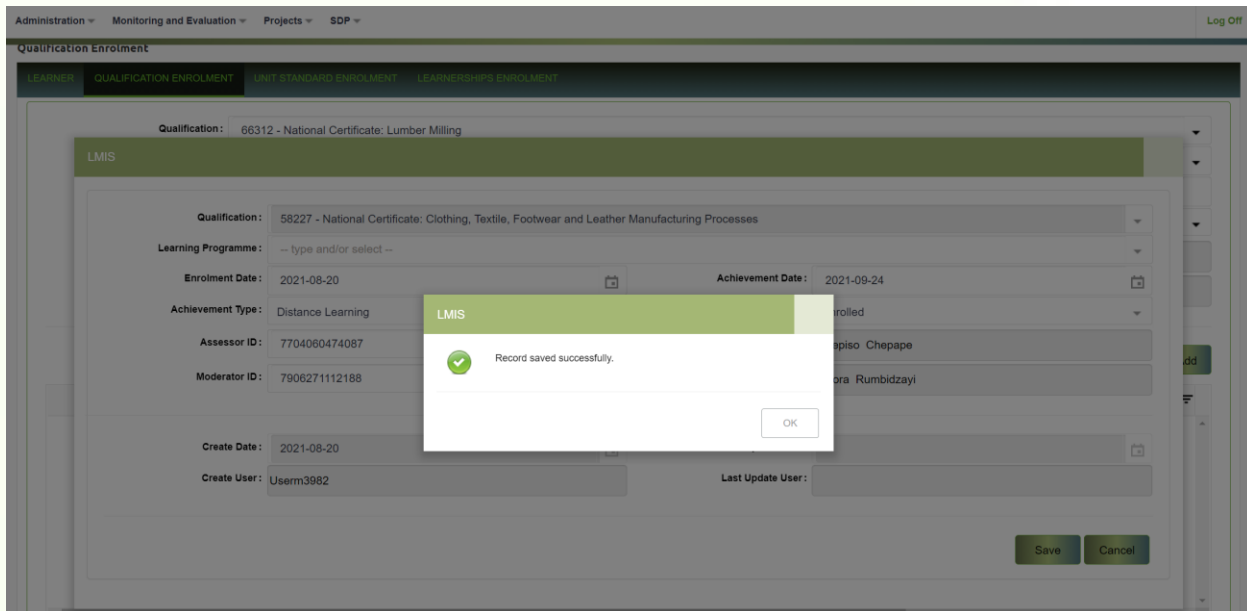 Administration Monitoring and Evaluation Projects SDP Log Off
Qualification Enrolment
LEARNER QUALIFICATION ENROLMENT UNIT STANDARD ENROLMENT LEARNERSHIPS ENROLMENT
Qualification : 66312 - National Certificate: Lumber Milling
LMIS
Qualification : 58227 - National Certificate: Clothing, Textile, Footwear and Leather Manufacturing Processes
Learning Programme : -- type and/or select --
Enrolment Date : 2021-08-20 Achievement Date : 2021-09-24
Achievement Type : Distance Learning
LMIS
Assessor ID : 7704060474087 Chepape
Record saved successfully.
Moderator ID : 7906271112188 Rumbidzayi
OK
Create Date : 2021-08-20
Create User : Userm3982 Last Update User :
Save Cancel